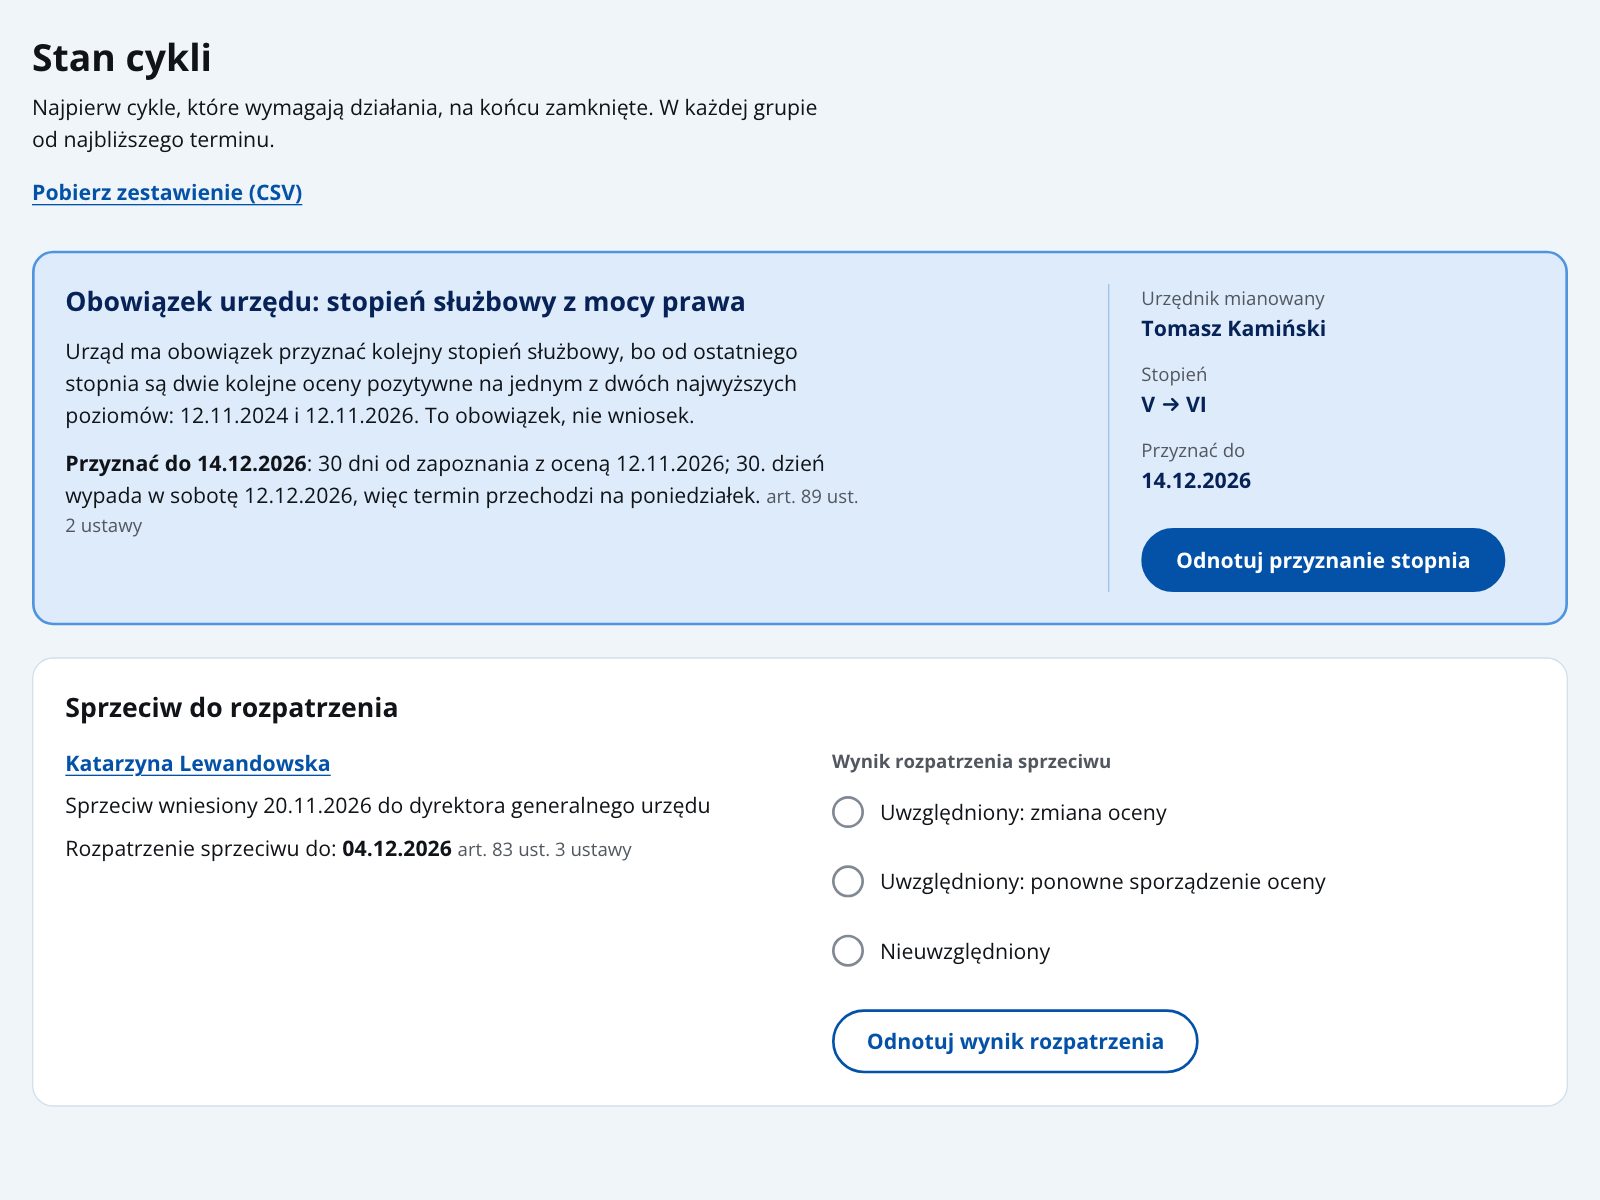 Stan cykli
Najpierw cykle, które wymagają działania, na końcu zamknięte. W każdej grupie
od najbliższego terminu.
Pobierz zestawienie (CSV)
Obowiązek urzędu: stopień służbowy z mocy prawa
Urząd ma obowiązek przyznać kolejny stopień służbowy, bo od ostatniego
stopnia są dwie kolejne oceny pozytywne na jednym z dwóch najwyższych
poziomów: 12.11.2024 i 12.11.2026. To obowiązek, nie wniosek.
Przyznać do 14.12.2026: 30 dni od zapoznania z oceną 12.11.2026; 30. dzień
wypada w sobotę 12.12.2026, więc termin przechodzi na poniedziałek. art. 89 ust.
2 ustawy
Urzędnik mianowany
Tomasz Kamiński
Stopień
V → VI
Przyznać do
14.12.2026
Odnotuj przyznanie stopnia
Sprzeciw do rozpatrzenia
Katarzyna Lewandowska
Sprzeciw wniesiony 20.11.2026 do dyrektora generalnego urzędu
Rozpatrzenie sprzeciwu do: 04.12.2026 art. 83 ust. 3 ustawy
Wynik rozpatrzenia sprzeciwu
Uwzględniony: zmiana oceny
Uwzględniony: ponowne sporządzenie oceny
Nieuwzględniony
Odnotuj wynik rozpatrzenia